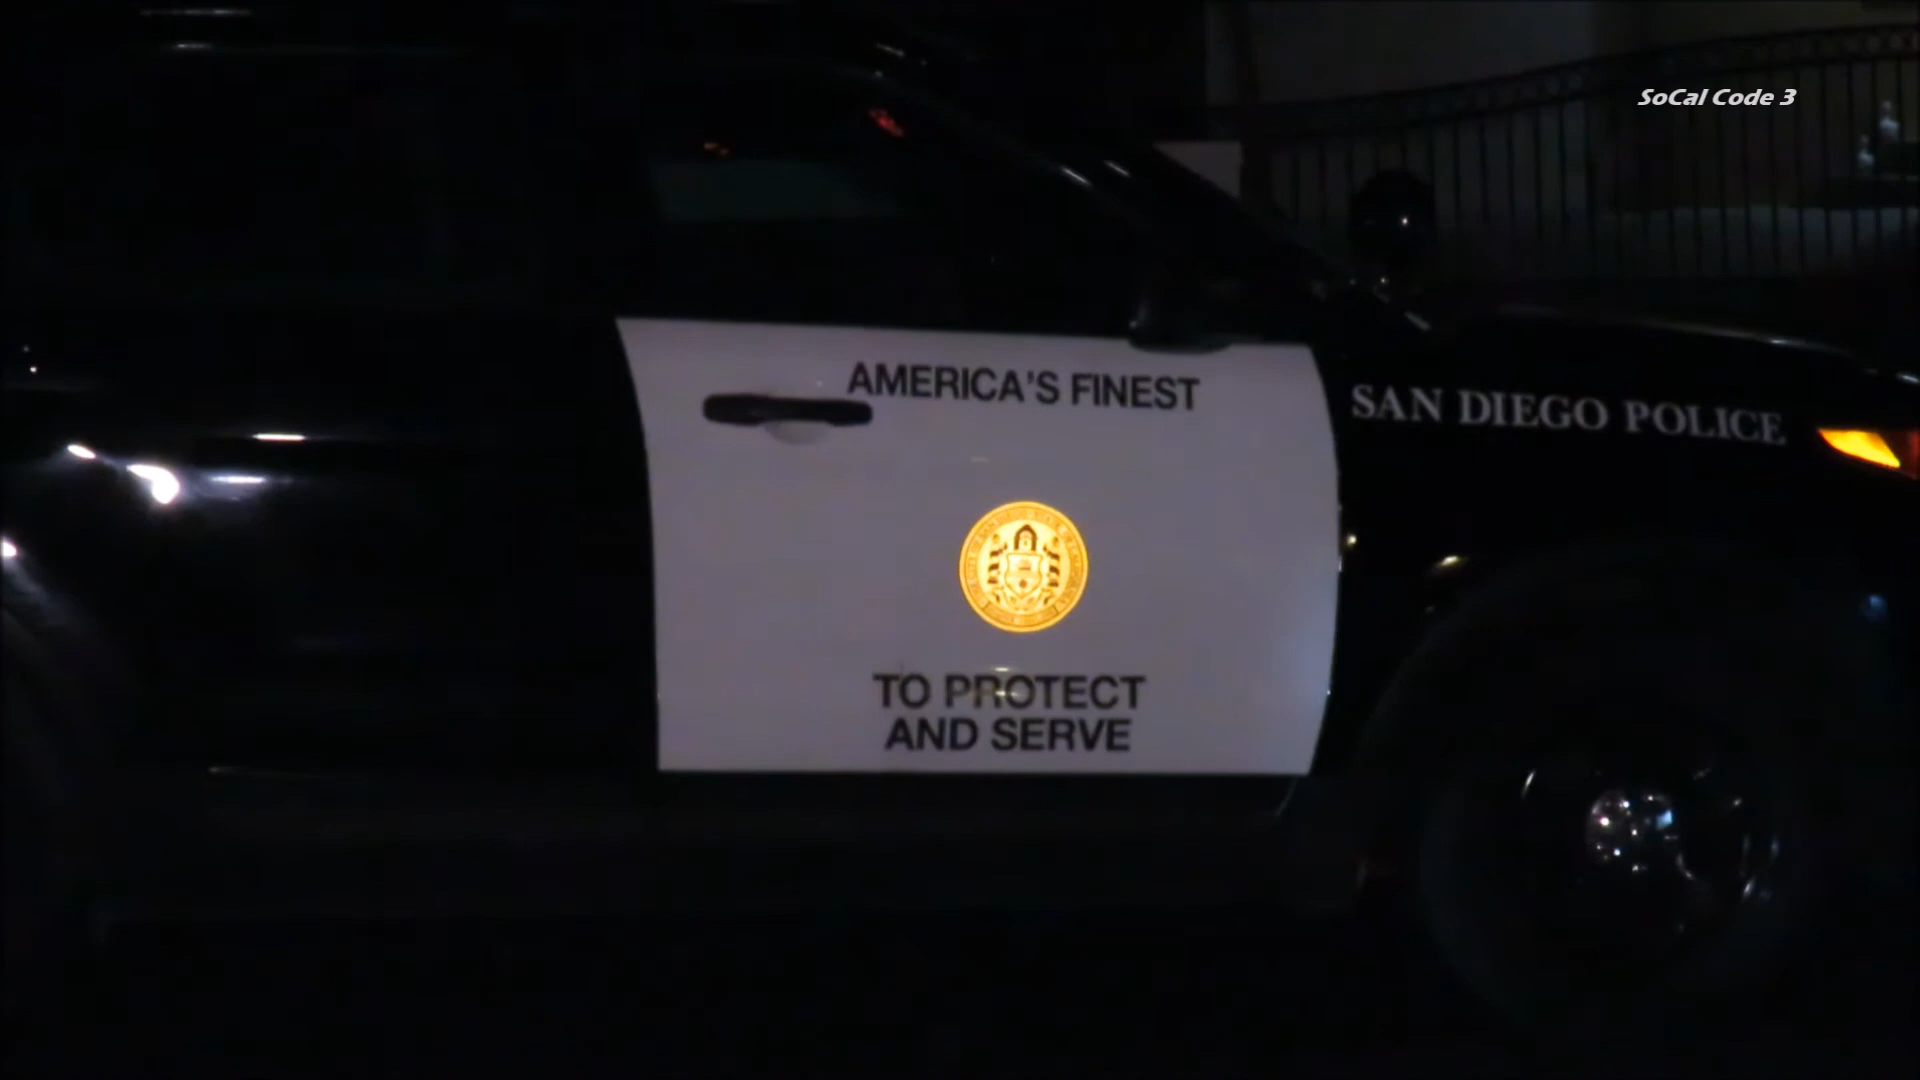 SoCal Code 3
AMERICA'S FINEST
SAN DIEGO POLICE
TO PROTECT
AND SERVE